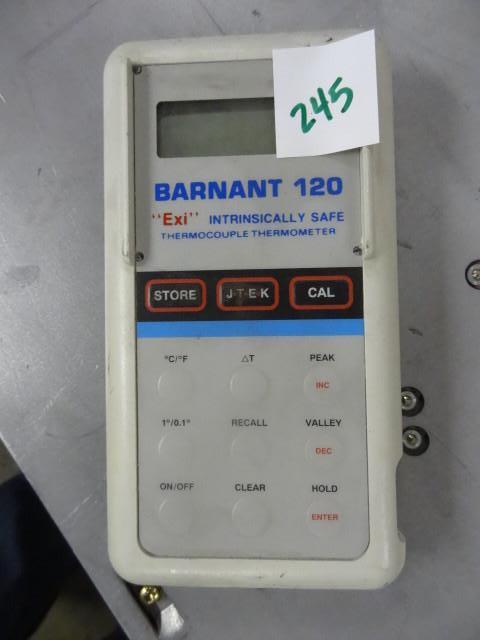 245
BARNANT 120
"Exi" INTRINSICALLY SAFE
THERMOCOUPLE THERMOMETER
STORE J-T-E-K CAL
°C/°F ΔT PEAK
INC
1°/0.1° RECALL VALLEY
DEC
ON/OFF CLEAR HOLD
ENTER